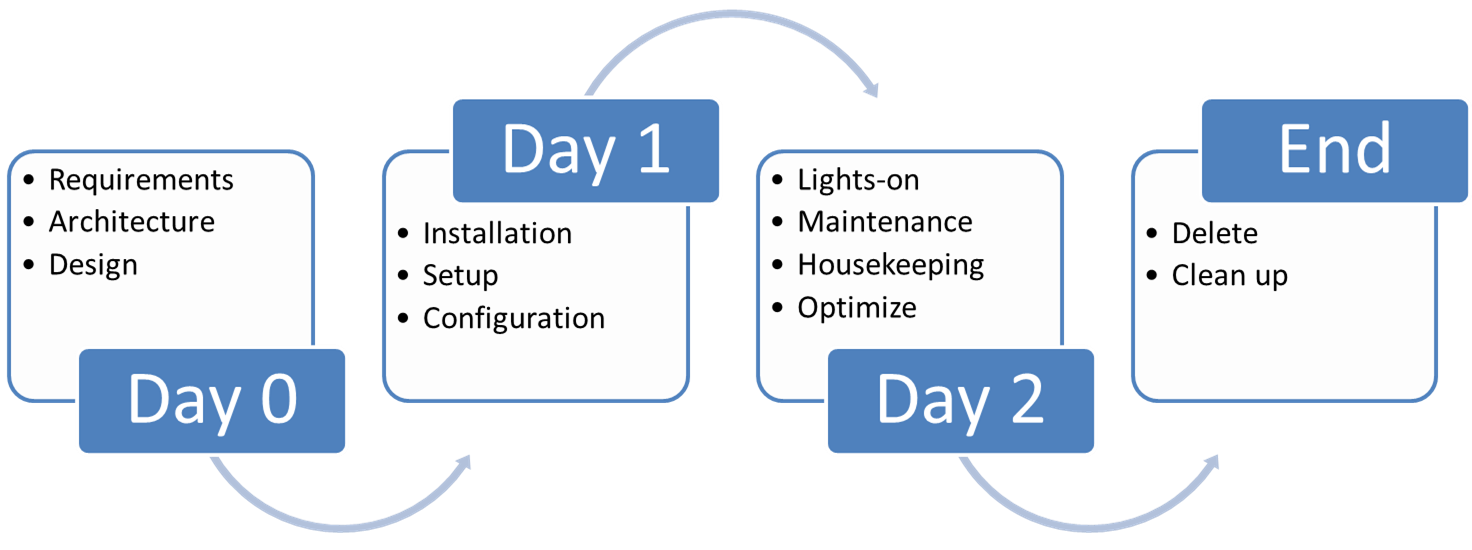 • Requirements
• Architecture
• Design
Day 0
Day 1
• Installation
• Setup
• Configuration
• Lights-on
• Maintenance
• Housekeeping
• Optimize
Day 2
End
• Delete
• Clean up